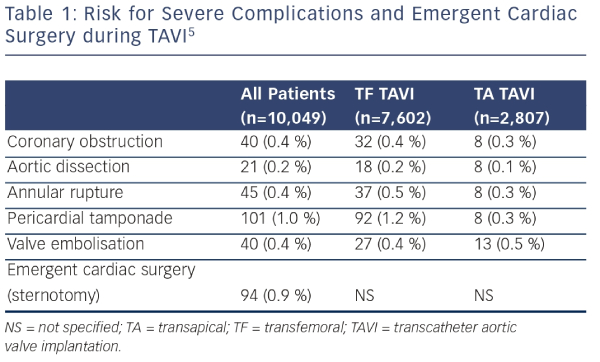 Table 1: Risk for Severe Complications and Emergent Cardiac
Surgery during TAVI5
All Patients TF TAVI TA TAVI
(n=10,049) (n=7,602) (n=2,807)
Coronary obstruction 40 (0.4 %) 32 (0.4 %) 8 (0.3 %)
Aortic dissection 21 (0.2 %) 18 (0.2 %) 8 (0.1 %)
Annular rupture 45 (0.4 %) 37 (0.5 %) 8 (0.3 %)
Pericardial tamponade 101 (1.0 %) 92 (1.2 %) 8 (0.3 %)
Valve embolisation 40 (0.4 %) 27 (0.4 %) 13 (0.5 %)
Emergent cardiac surgery
(sternotomy) 94 (0.9 %) NS NS
NS = not specified; TA = transapical; TF = transfemoral; TAVI = transcatheter aortic
valve implantation.